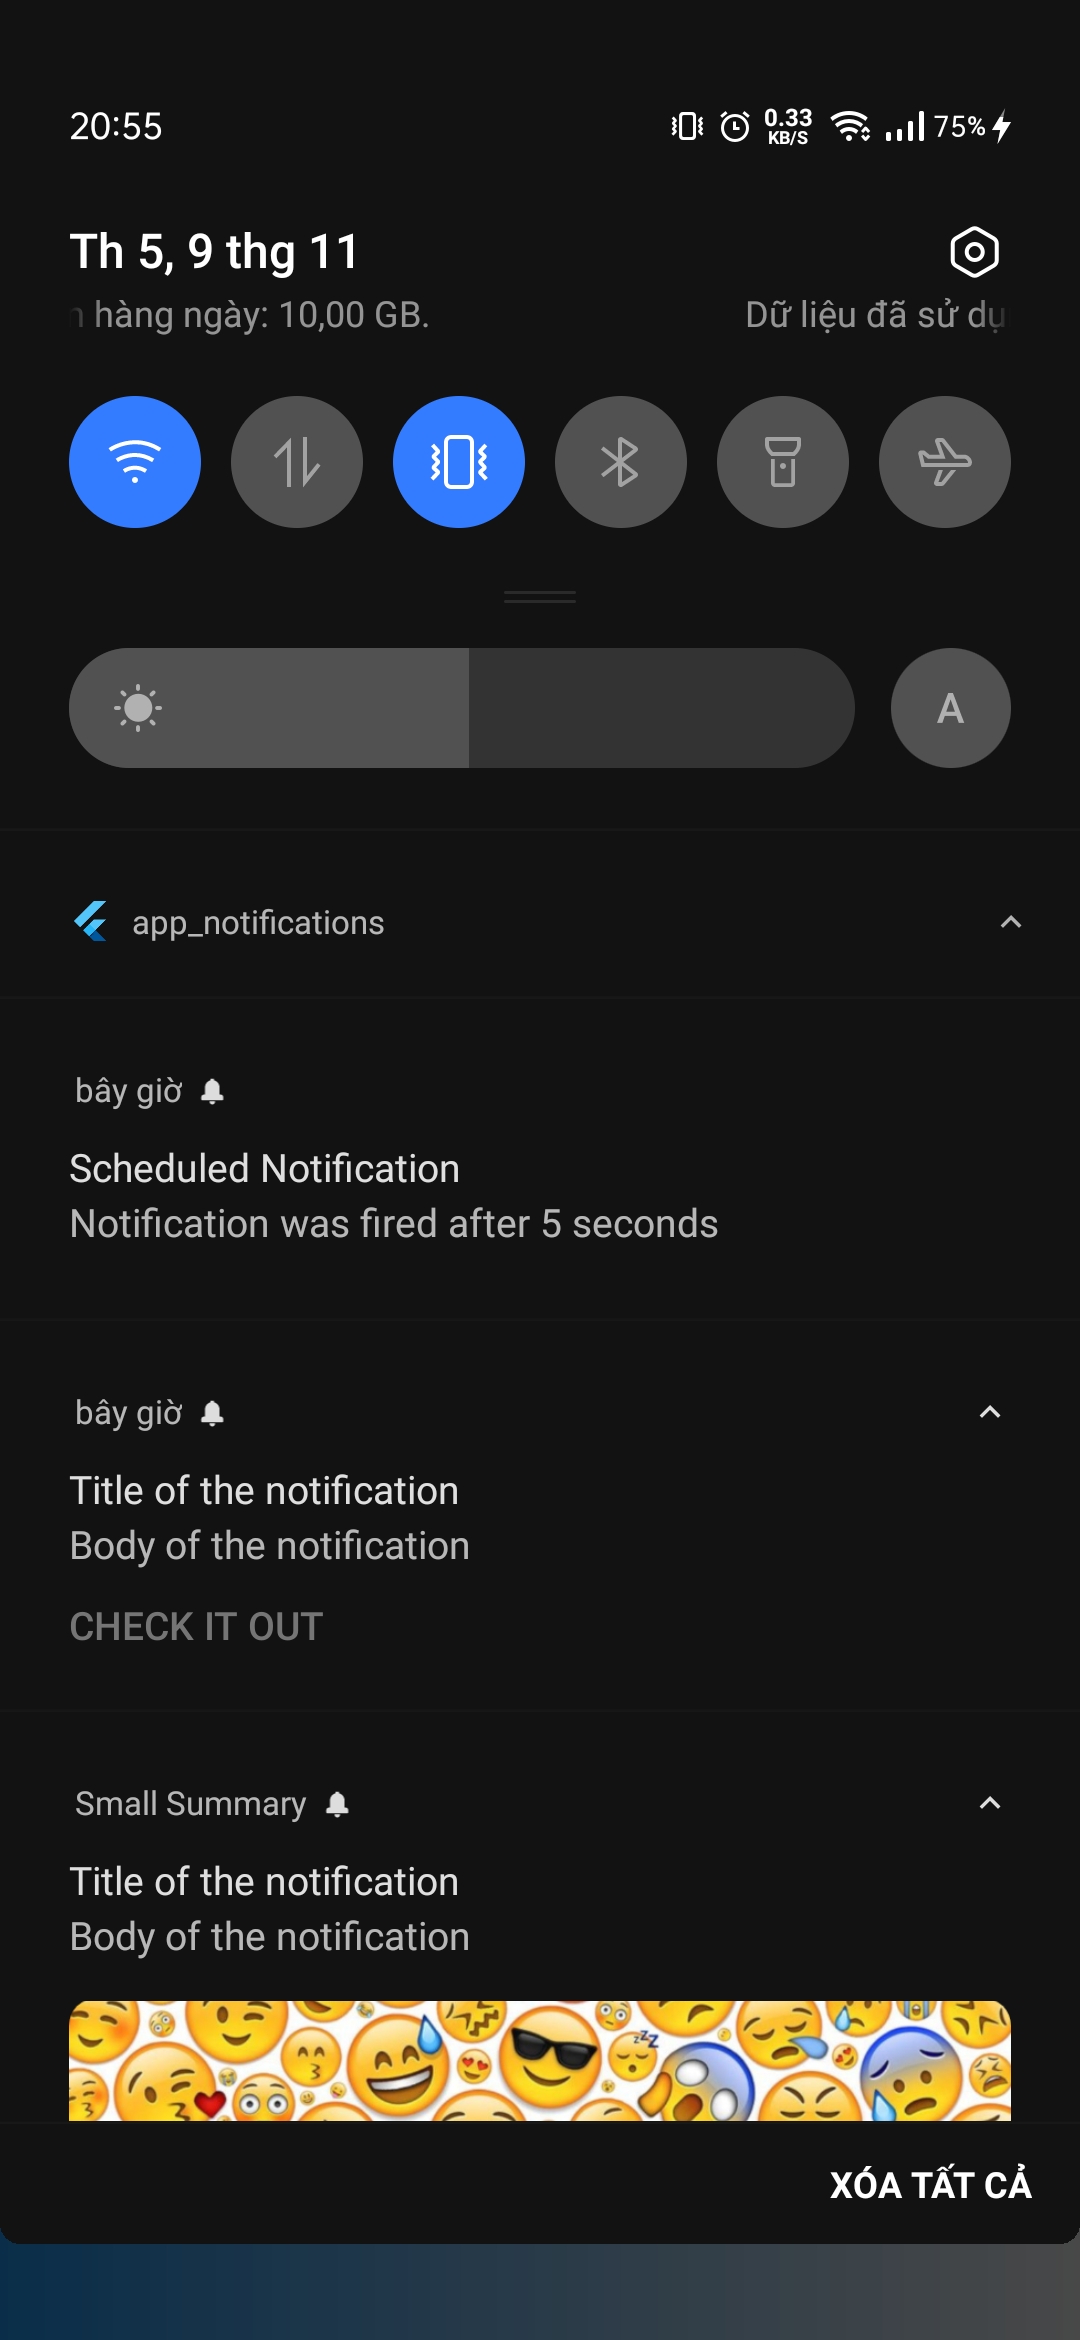 20:55 0.33 KB/S 75%
Th 5, 9 thg 11
hàng ngày: 10,00 GB. Dữ liệu đã sử dụ
A
app_notifications
bây giờ
Scheduled Notification
Notification was fired after 5 seconds
bây giờ
Title of the notification
Body of the notification
CHECK IT OUT
Small Summary
Title of the notification
Body of the notification
zzZ
XÓA TẤT CẢ